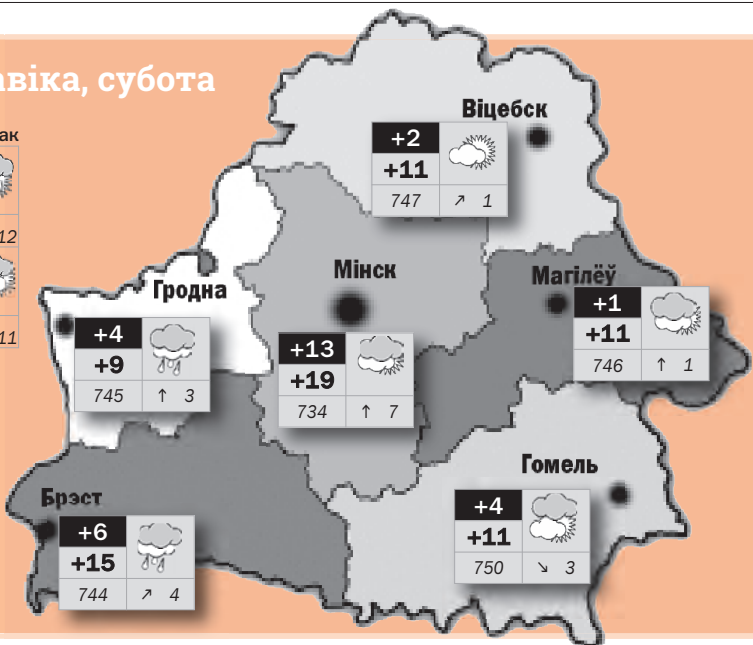 авіка, субота
ак
12
11
Віцебск
+2
+11
747 ↗ 1
Мінск
+13
+19
734 ↑ 7
Гродна
+4
+9
745 ↑ 3
Магілёў
+1
+11
746 ↑ 1
Гомель
+4
+11
750 ↘ 3
Брэст
+6
+15
744 ↗ 4